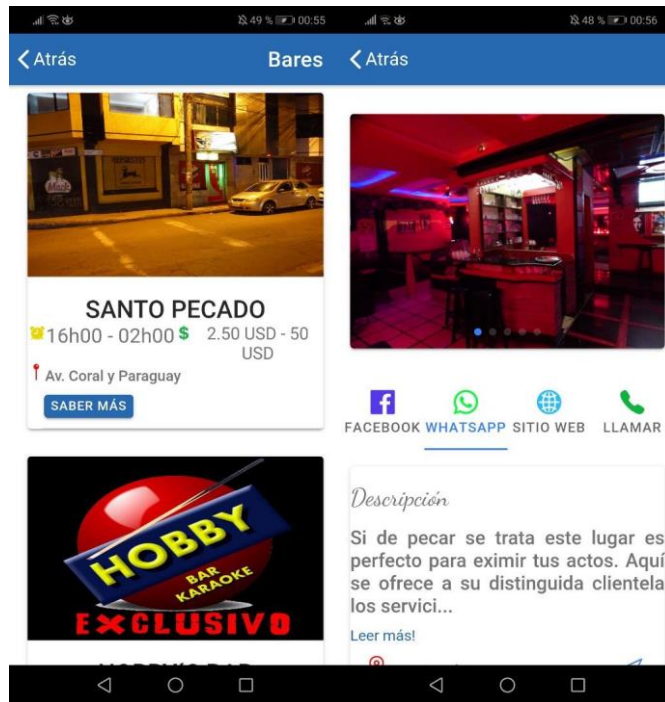 49 % 00:55
Atrás
Bares
SANTO PECADO
16h00 - 02h00 $ 2.50 USD - 50
USD
Av. Coral y Paraguay
SABER MÁS
HOBBY
BAR
KARAOKE
EXCLUSIVO
48 % 00:56
Atrás
FACEBOOK WHATSAPP SITIO WEB LLAMAR
Descripción
Si de pecar se trata este lugar es
perfecto para eximir tus actos. Aquí
se ofrece a su distinguida clientela
los servici...
Leer más!